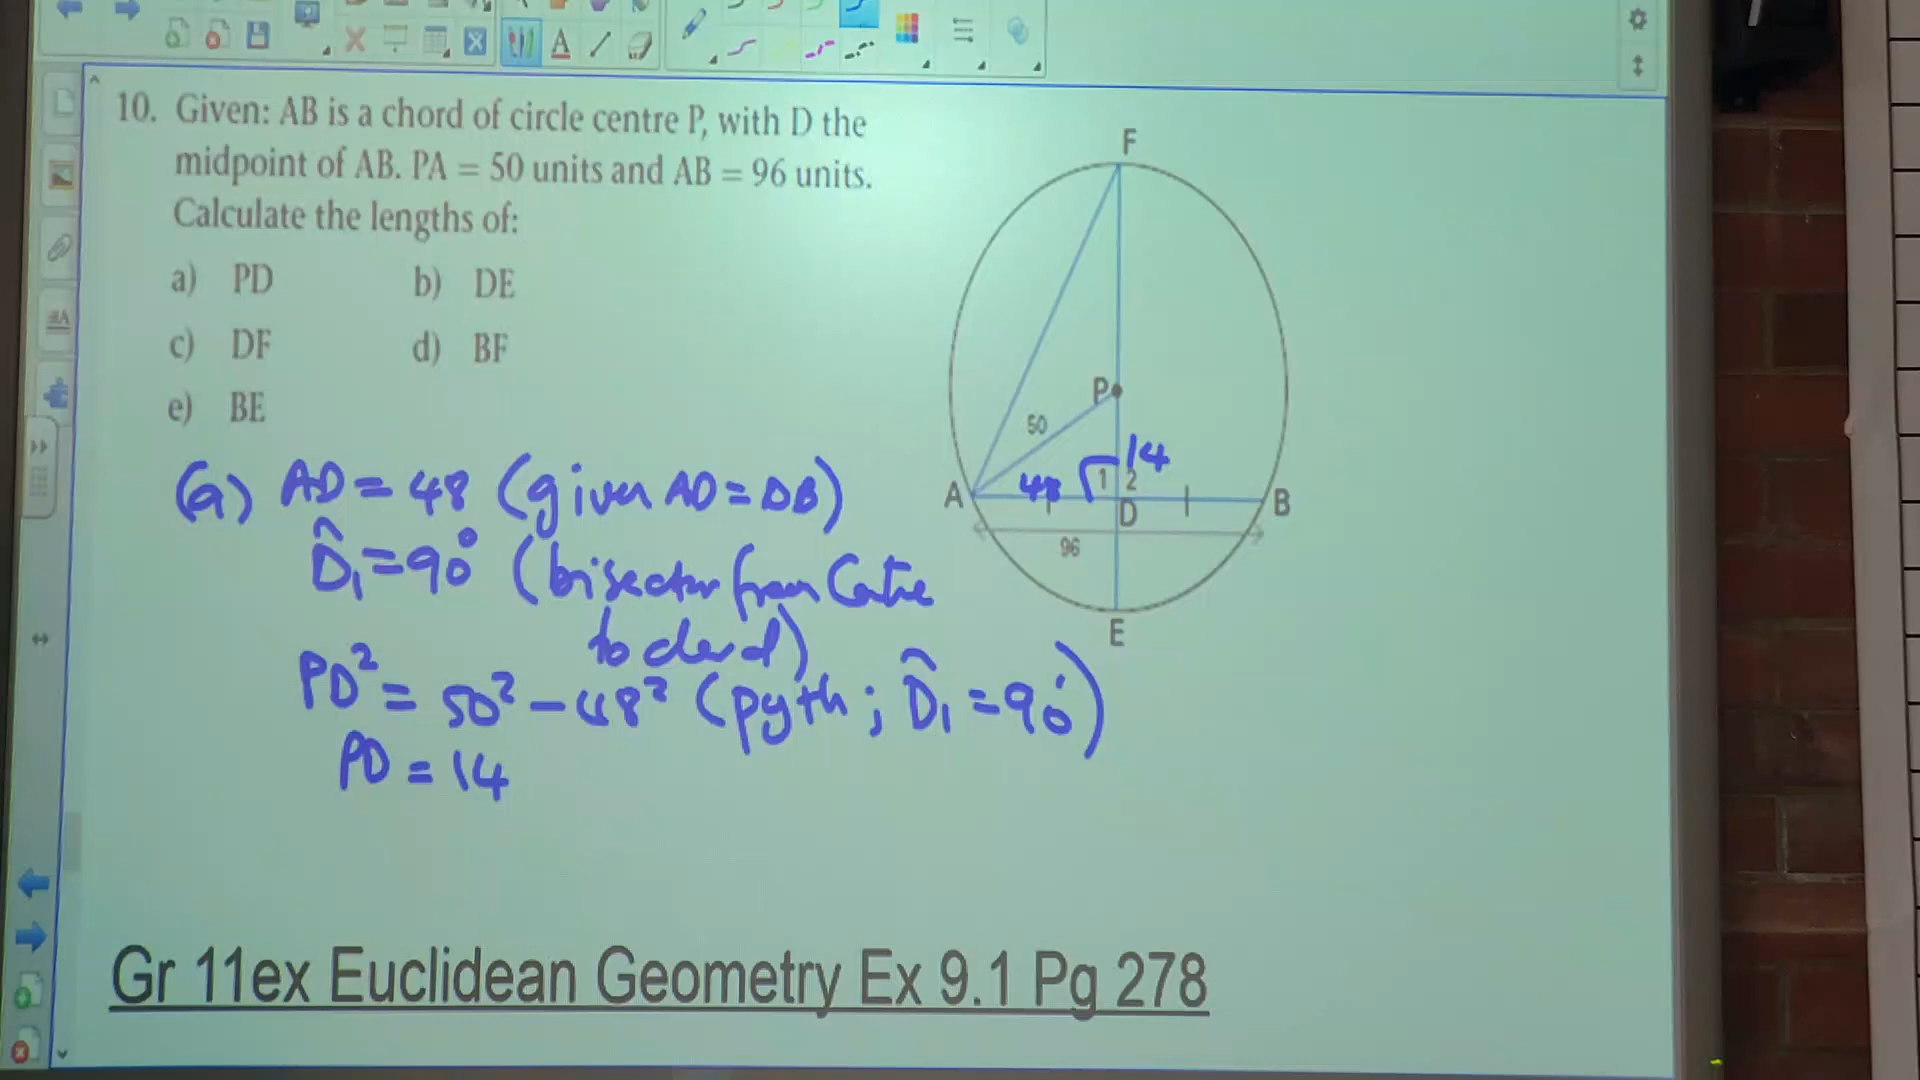 10. Given: AB is a chord of circle centre P, with D the
midpoint of AB. PA = 50 units and AB = 96 units.
Calculate the lengths of:
a) PD b) DE
c) DF d) BF
e) BE
F
P
50
14
48
1 2
A
D
B
96
E
(a) AD = 48 (given AD = DB)
D̂₁ = 90° (bisector from Centre
to chord)
PD² = 50² - 48² (pyth; D̂₁ = 90°)
PD = 14
Gr 11ex Euclidean Geometry Ex 9.1 Pg 278